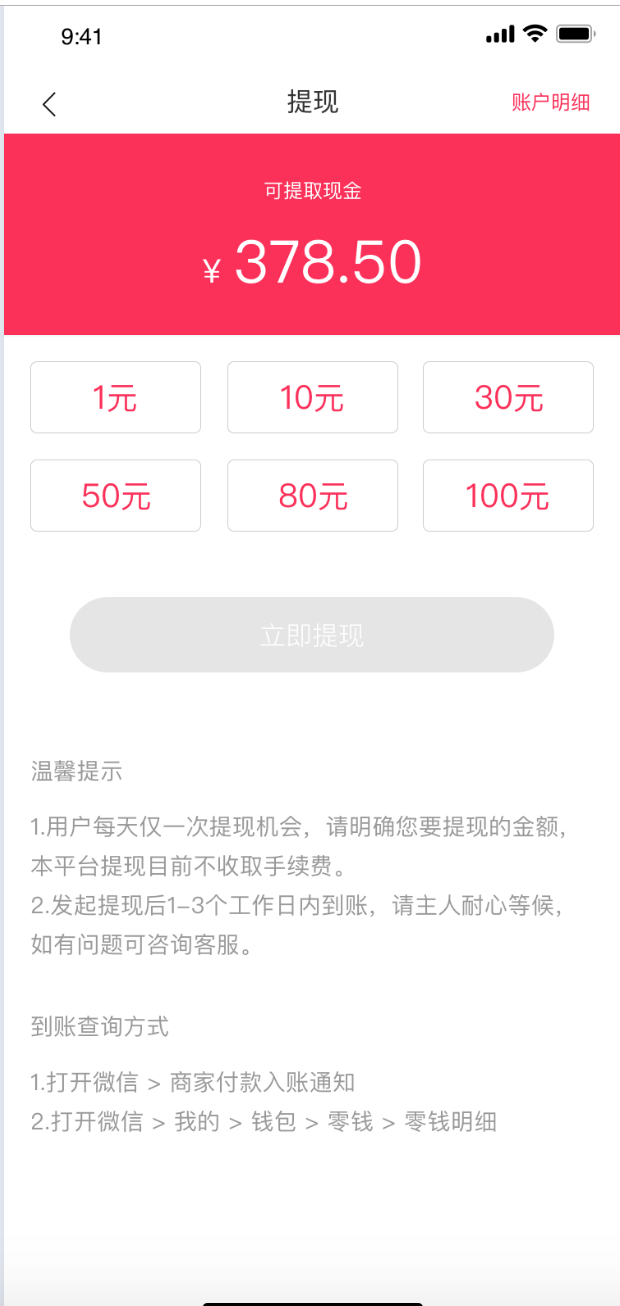 9:41
提现
账户明细
可提取现金
¥ 378.50
1元
10元
30元
50元
80元
100元
立即提现
温馨提示
1.用户每天仅一次提现机会，请明确您要提现的金额，
本平台提现目前不收取手续费。
2.发起提现后1-3个工作日内到账，请主人耐心等候，
如有问题可咨询客服。
到账查询方式
1.打开微信 > 商家付款入账通知
2.打开微信 > 我的 > 钱包 > 零钱 > 零钱明细